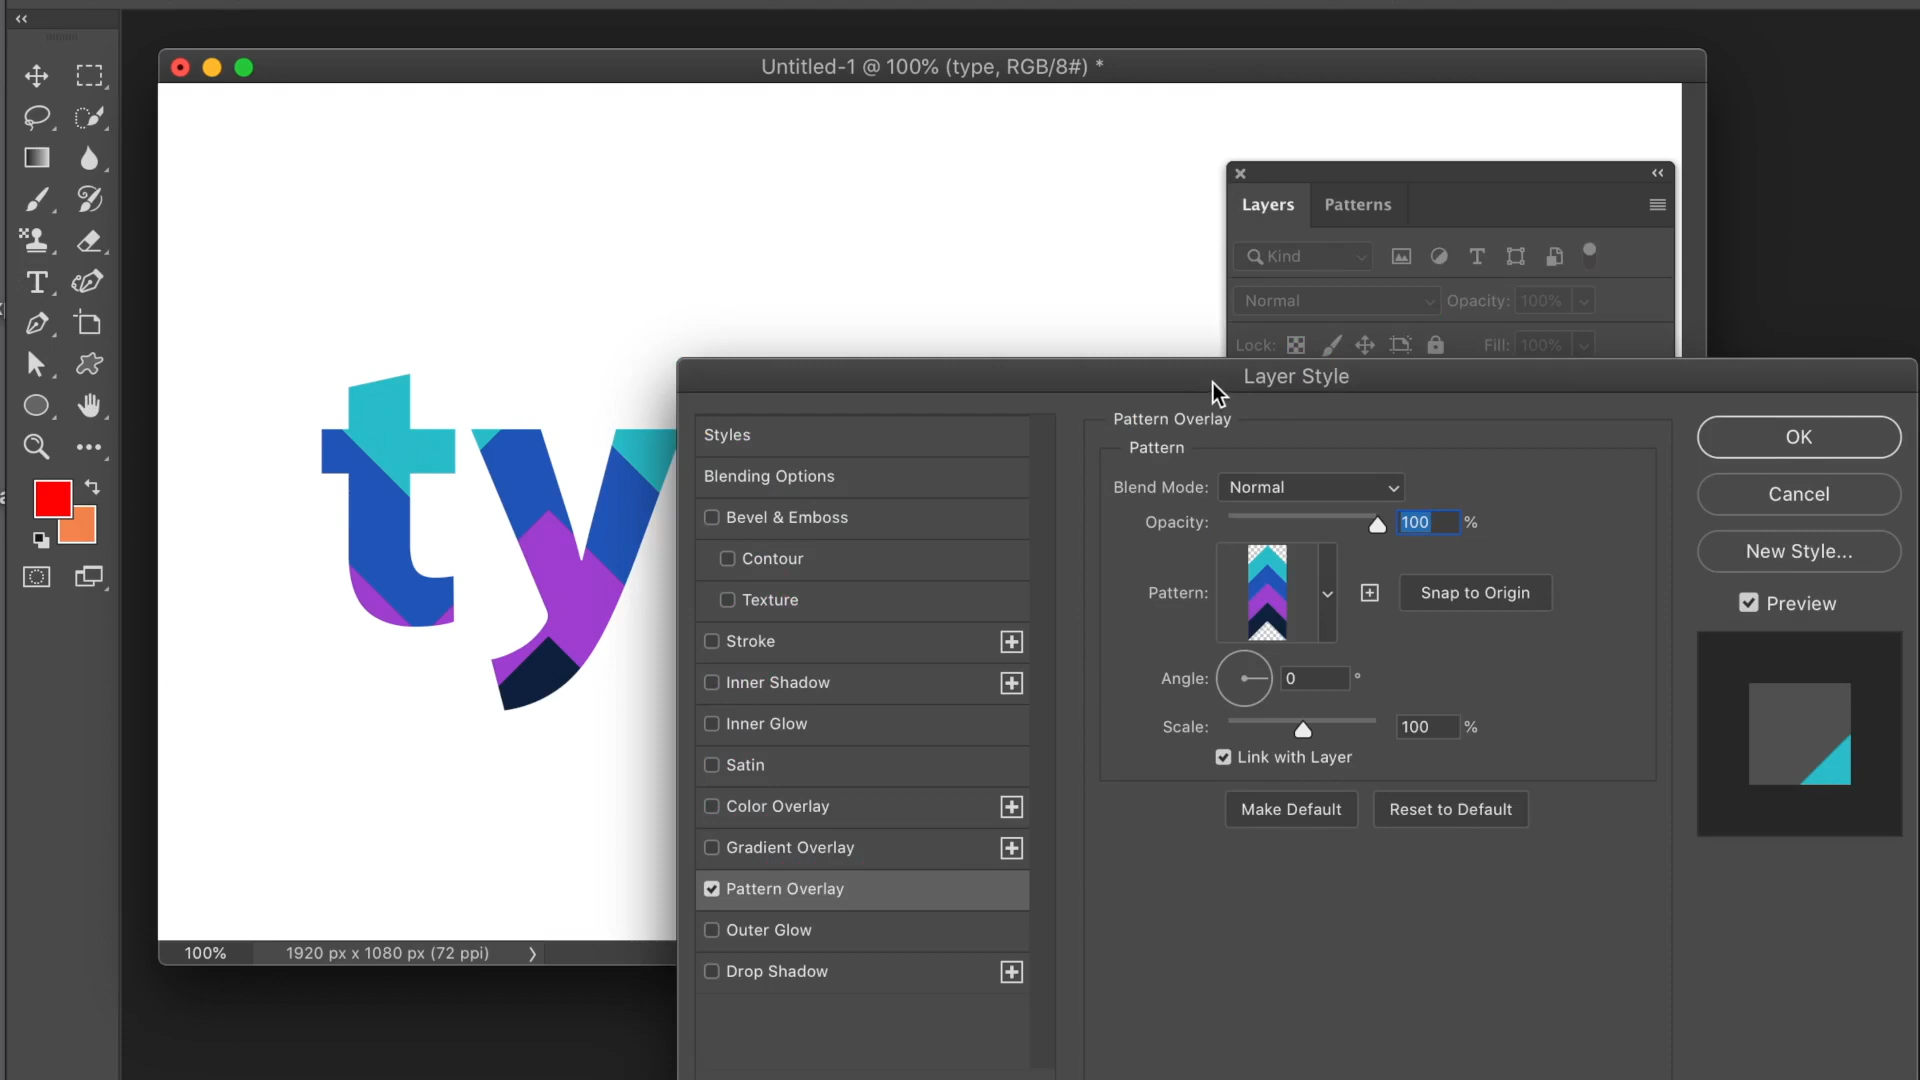 Untitled-1 @ 100% (type, RGB/8#) *
Layers
Patterns
Kind
Normal
Opacity: 100%
Lock:
Fill: 100%
ty
Layer Style
Styles
Blending Options
Bevel & Emboss
Contour
Texture
Stroke
Inner Shadow
Inner Glow
Satin
Color Overlay
Gradient Overlay
Pattern Overlay
Outer Glow
Drop Shadow
Pattern Overlay
Pattern
Blend Mode: Normal
Opacity: 100 %
Pattern:
Snap to Origin
Angle: 0 °
Scale: 100 %
Link with Layer
Make Default
Reset to Default
OK
Cancel
New Style...
Preview
100%
1920 px x 1080 px (72 ppi)